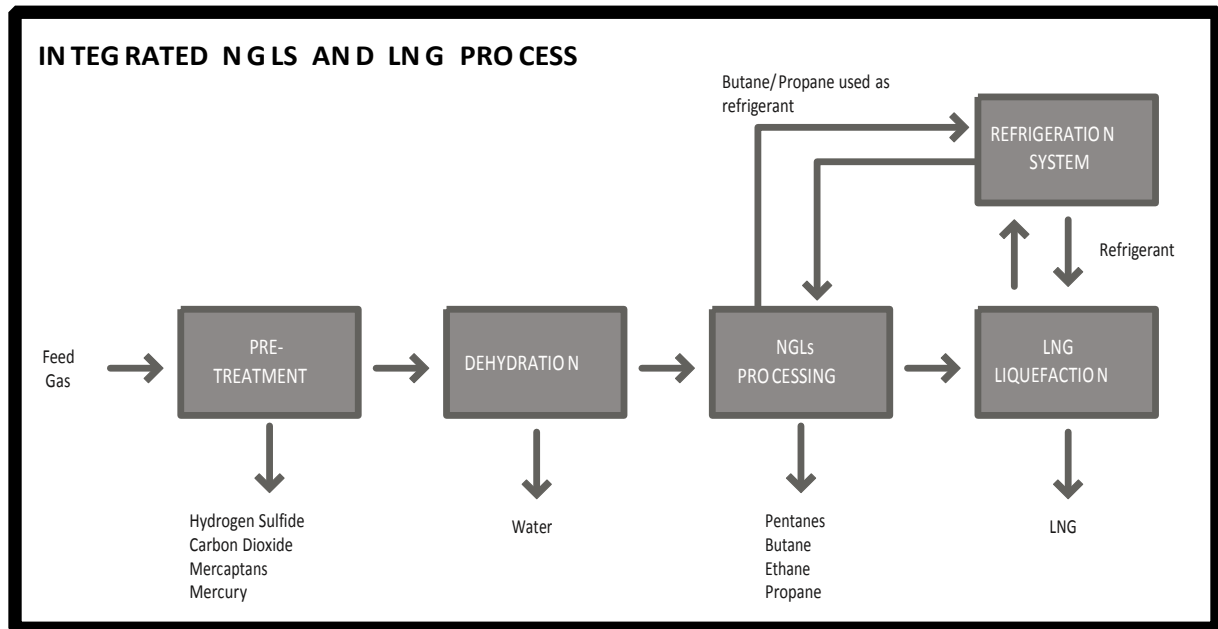 INTEGRATED NGLS AND LNG PROCESS
Butane/Propane used as
refrigerant
REFRIGERATION
SYSTEM
Refrigerant
Feed
Gas
PRE-
TREATMENT
DEHYDRATION
NGLs
PROCESSING
LNG
LIQUEFACTION
Hydrogen Sulfide
Carbon Dioxide
Mercaptans
Mercury
Water
Pentanes
Butane
Ethane
Propane
LNG